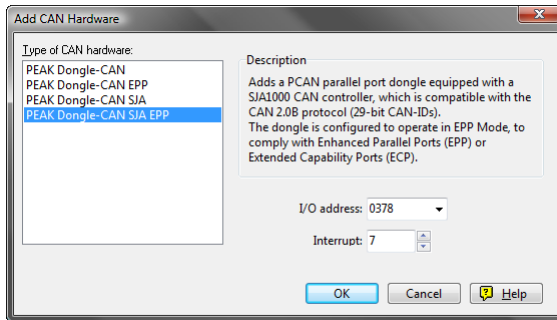 Add CAN Hardware
Type of CAN hardware:
PEAK Dongle-CAN
PEAK Dongle-CAN EPP
PEAK Dongle-CAN SJA
PEAK Dongle-CAN SJA EPP
Description
Adds a PCAN parallel port dongle equipped with a
SJA1000 CAN controller, which is compatible with the
CAN 2.0B protocol (29-bit CAN-IDs).
The dongle is configured to operate in EPP Mode, to
comply with Enhanced Parallel Ports (EPP) or
Extended Capability Ports (ECP).
I/O address: 0378
Interrupt: 7
OK Cancel Help